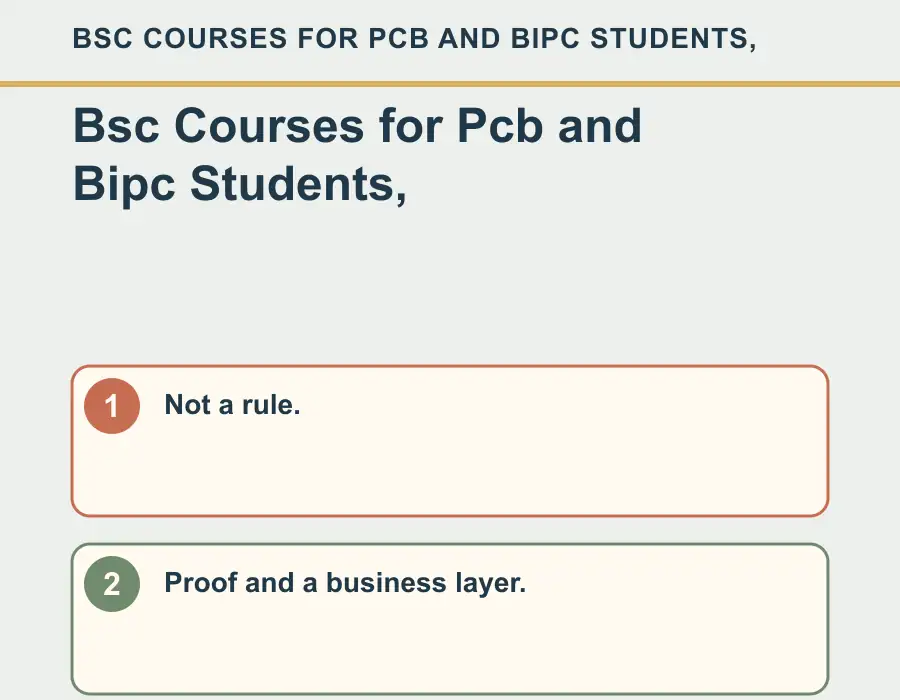 BSC COURSES FOR PCB AND BIPC STUDENTS,
Bsc Courses for Pcb and
Bipc Students,
1 Not a rule.
2 Proof and a business layer.